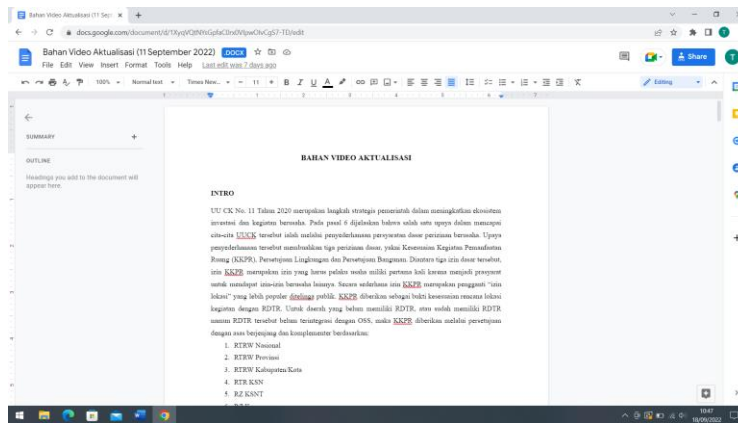 Bahan Video Aktualisasi (11 Sep
docs.google.com/document/d/
Bahan Video Aktualisasi (11 September 2022) .DOCX
Share
File Edit View Insert Format Tools Help Last edit was 7 days ago
100% Normal text Times New... 11 B I U A Editing
SUMMARY
OUTLINE
Headings you add to the document will
appear here.
BAHAN VIDEO AKTUALISASI
INTRO
UU CK No. 11 Tahun 2020 merupakan langkah strategis pemerintah dalam meningkatkan ekosistem
investasi dan kegiatan berusaha. Pada pasal 6 dijelaskan bahwa salah satu upaya dalam mencapai
cita-cita UUCK tersebut ialah melalui penyederhanaan persyaratan dasar perizinan berusaha. Upaya
penyederhanaan tersebut membuahkan tiga perizinan dasar, yakni Kesesuaian Kegiatan Pemanfaatan
Ruang (KKPR), Persetujuan Lingkungan dan Persetujuan Bangunan. Diantara tiga izin dasar tersebut,
izin KKPR merupakan izin yang harus pelaku usaha miliki pertama kali karena menjadi prasyarat
untuk mendapat izin-izin berusaha lainnya. Secara sederhana izin KKPR merupakan pengganti "izin
lokasi" yang lebih populer ditelinga publik. KKPR diberikan sebagai bukti kesesuaian rencana lokasi
kegiatan dengan RDTR. Untuk daerah yang belum memiliki RDTR, atau sudah memiliki RDTR
namun RDTR tersebut belum terintegrasi dengan OSS, maka KKPR diberikan melalui persetujuan
dengan asas berjenjang dan komplementer berdasarkan:
1. RTRW Nasional
2. RTRW Provinsi
3. RTRW Kabupaten/Kota
4. RTR KSN
5. RZ KSNT
10:47
18/09/2022